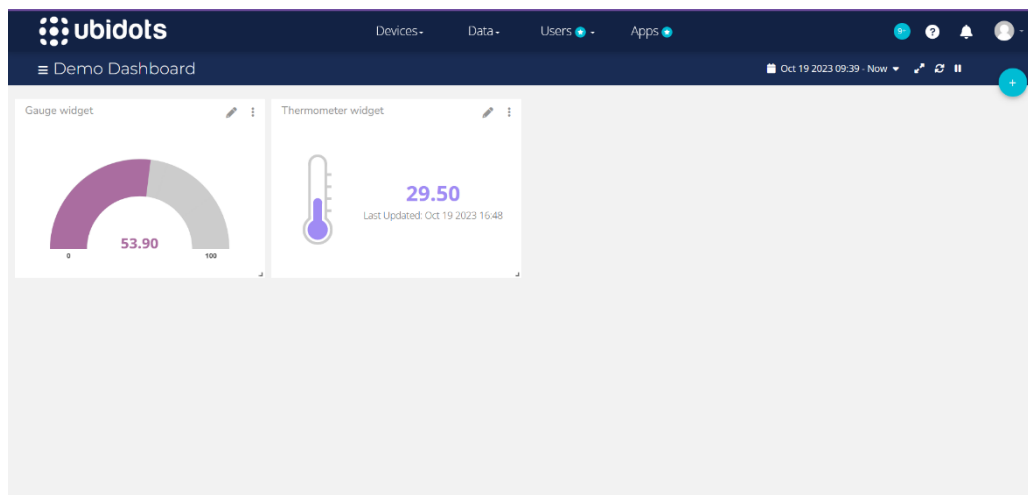 ubidots
Devices
Data
Users
Apps
?
Demo Dashboard
Oct 19 2023 09:39 - Now
+
Gauge widget
Thermometer widget
29.50
Last Updated: Oct 19 2023 16:48
53.90
0
100